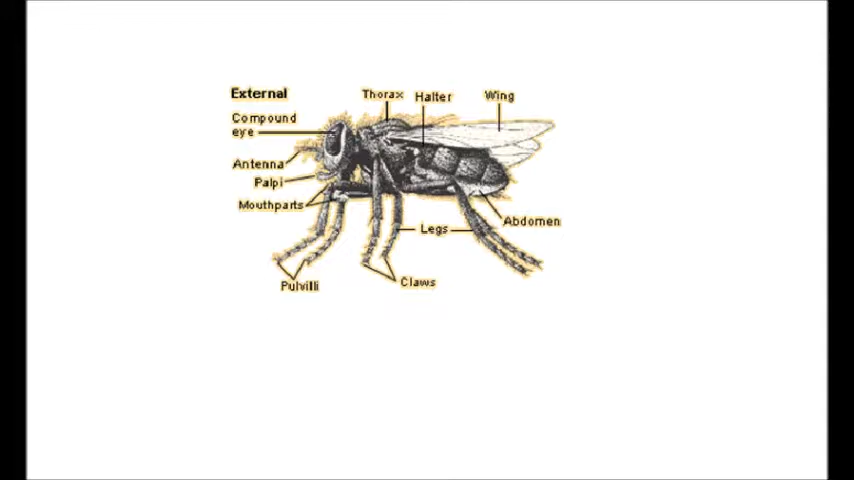 External
Thorax
Halter
Wing
Compound
eye
Antenna
Palpi
Mouthparts
Legs
Abdomen
Pulvilli
Claws